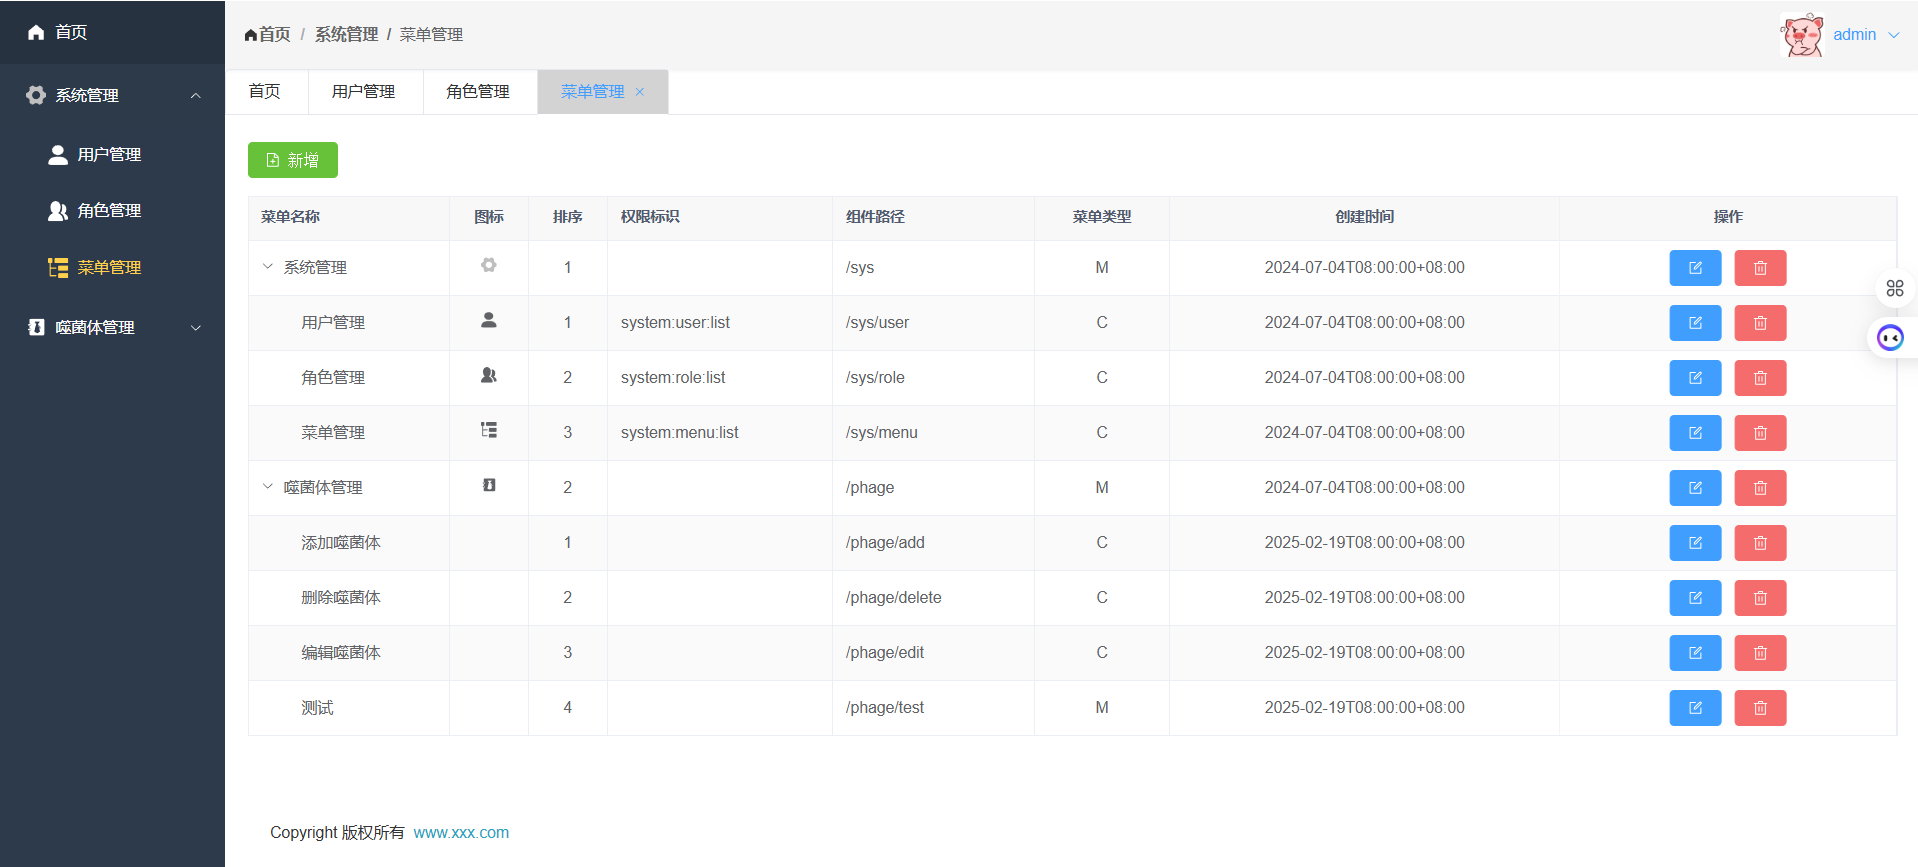 首页
系统管理
用户管理
角色管理
菜单管理
噬菌体管理
首页 / 系统管理 / 菜单管理
admin
首页 用户管理 角色管理 菜单管理 ×
新增
菜单名称 图标 排序 权限标识 组件路径 菜单类型 创建时间 操作
系统管理 1 /sys M 2024-07-04T08:00:00+08:00
用户管理 1 system:user:list /sys/user C 2024-07-04T08:00:00+08:00
角色管理 2 system:role:list /sys/role C 2024-07-04T08:00:00+08:00
菜单管理 3 system:menu:list /sys/menu C 2024-07-04T08:00:00+08:00
噬菌体管理 2 /phage M 2024-07-04T08:00:00+08:00
添加噬菌体 1 /phage/add C 2025-02-19T08:00:00+08:00
删除噬菌体 2 /phage/delete C 2025-02-19T08:00:00+08:00
编辑噬菌体 3 /phage/edit C 2025-02-19T08:00:00+08:00
测试 4 /phage/test M 2025-02-19T08:00:00+08:00
Copyright 版权所有 www.xxx.com